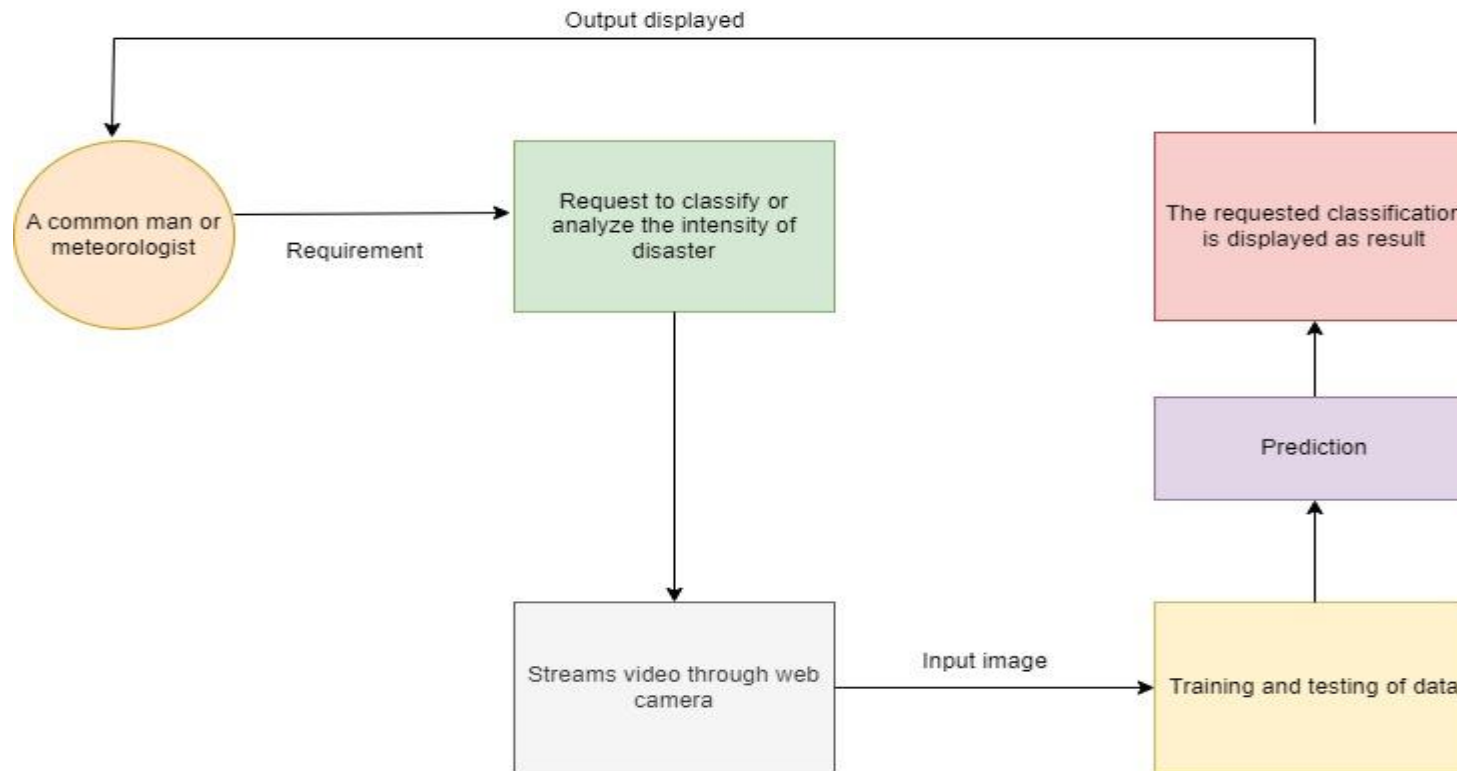 Output displayed
A common man or
meteorologist
Requirement
Request to classify or
analyze the intensity of
disaster
The requested classification
is displayed as result
Prediction
Streams video through web
camera
Input image
Training and testing of data